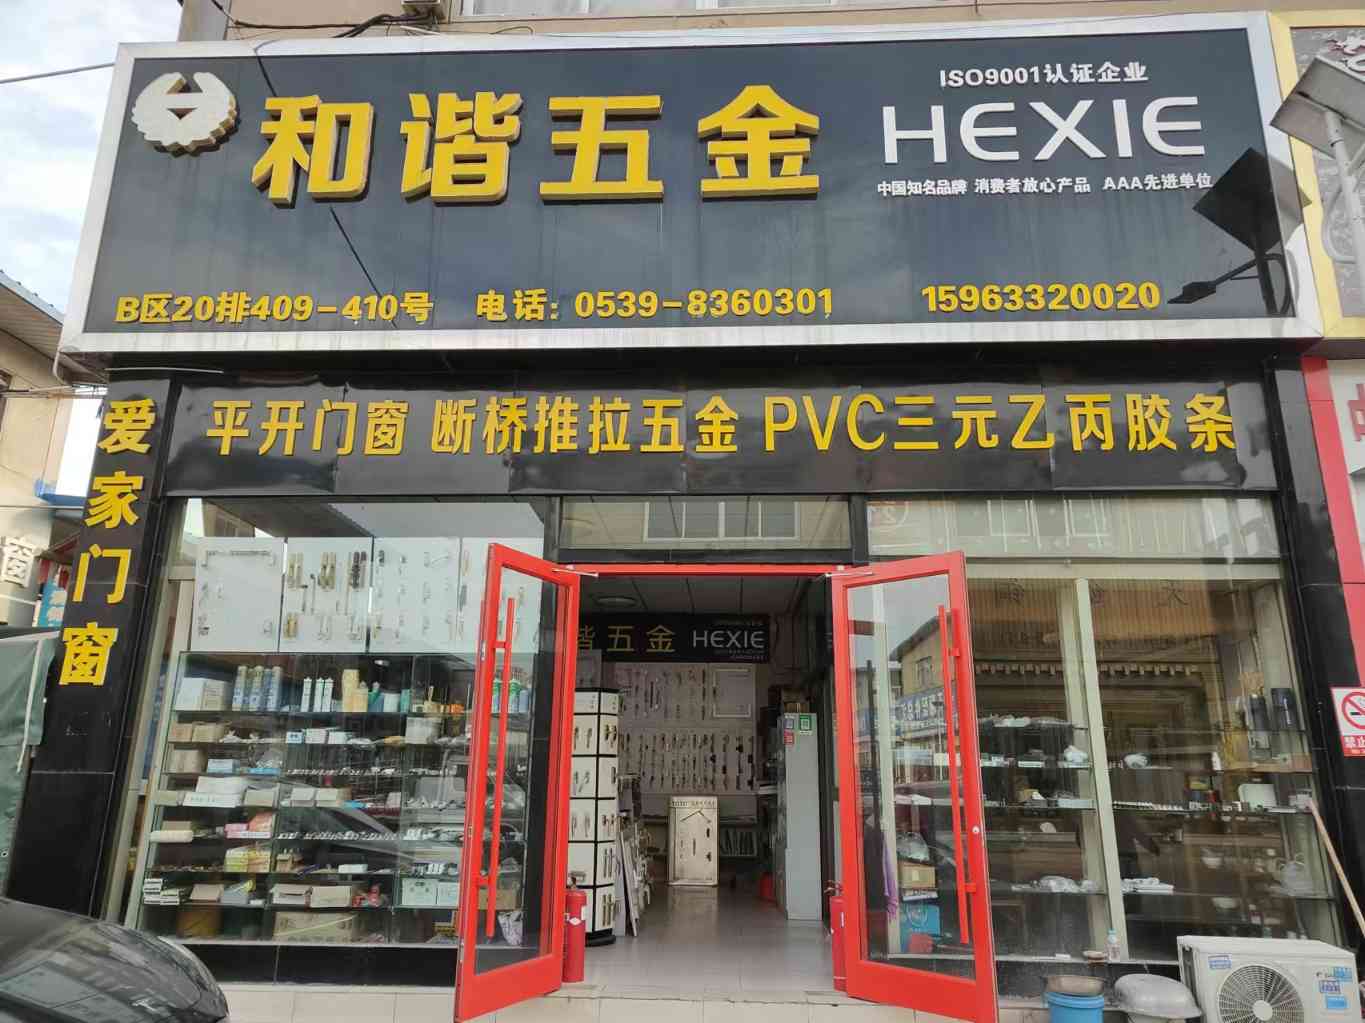 ISO9001认证企业
和谐五金
HEXIE
中国知名品牌 消费者放心产品 AAA先进单位
B区20排409-410号 电话: 0539-8360301 15963320020
平开门窗 断桥推拉五金 PVC三元乙丙胶条
爱家门窗
窗
谐五金 HEXIE
禁止